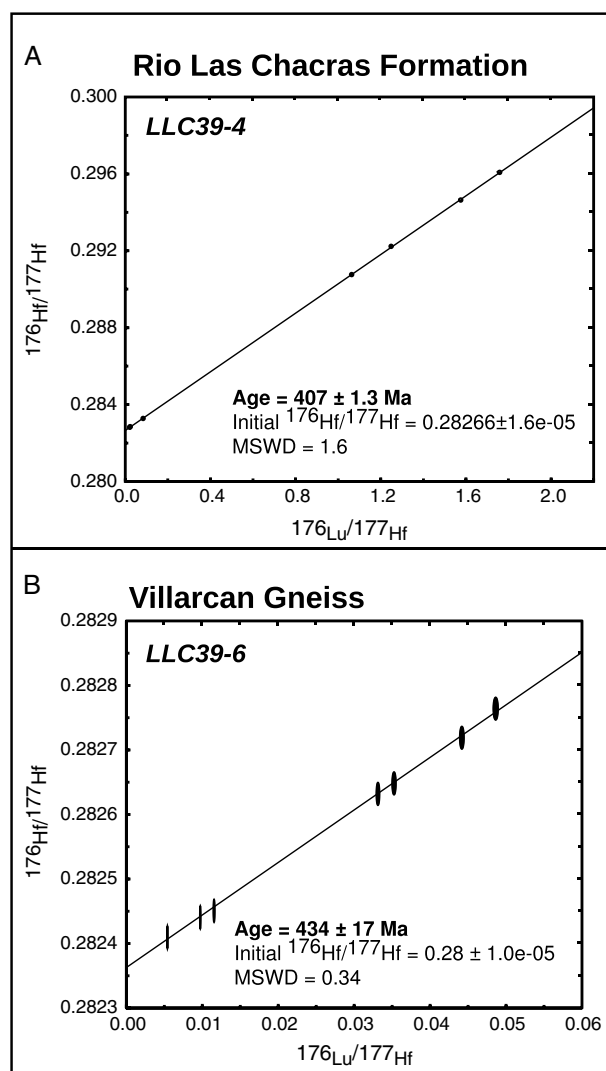 A
Rio Las Chacras Formation
LLC39-4
0.300
0.296
0.292
0.288
0.284
0.280
176Hf/177Hf
Age = 407 ± 1.3 Ma
Initial 176Hf/177Hf = 0.28266±1.6e-05
MSWD = 1.6
0.0 0.4 0.8 1.2 1.6 2.0
176Lu/177Hf
B
Villarcan Gneiss
LLC39-6
0.2829
0.2828
0.2827
0.2826
0.2825
0.2824
0.2823
176Hf/177Hf
Age = 434 ± 17 Ma
Initial 176Hf/177Hf = 0.28 ± 1.0e-05
MSWD = 0.34
0.00 0.01 0.02 0.03 0.04 0.05 0.06
176Lu/177Hf